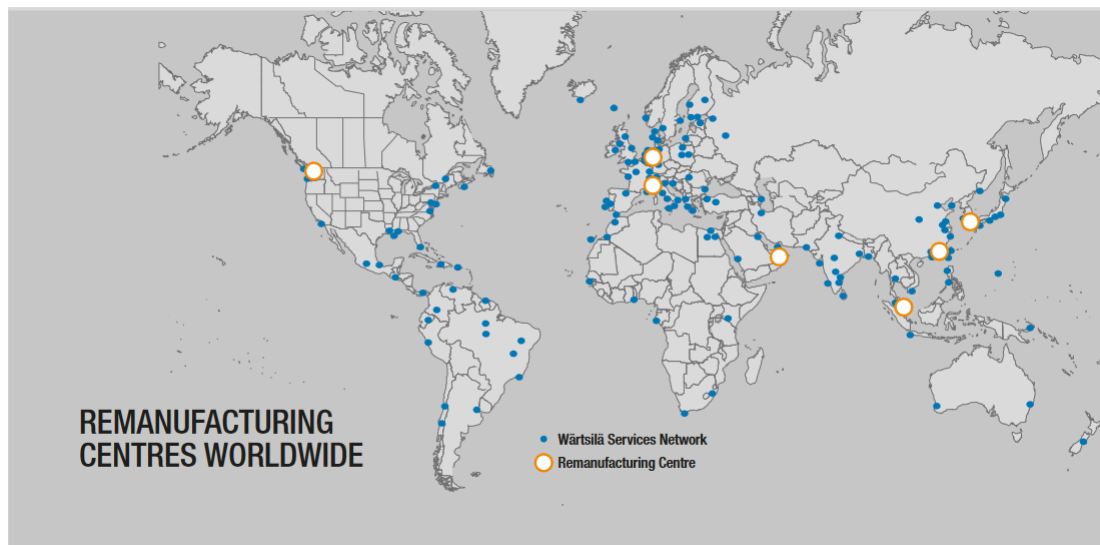 REMANUFACTURING
CENTRES WORLDWIDE
Wärtsilä Services Network
Remanufacturing Centre